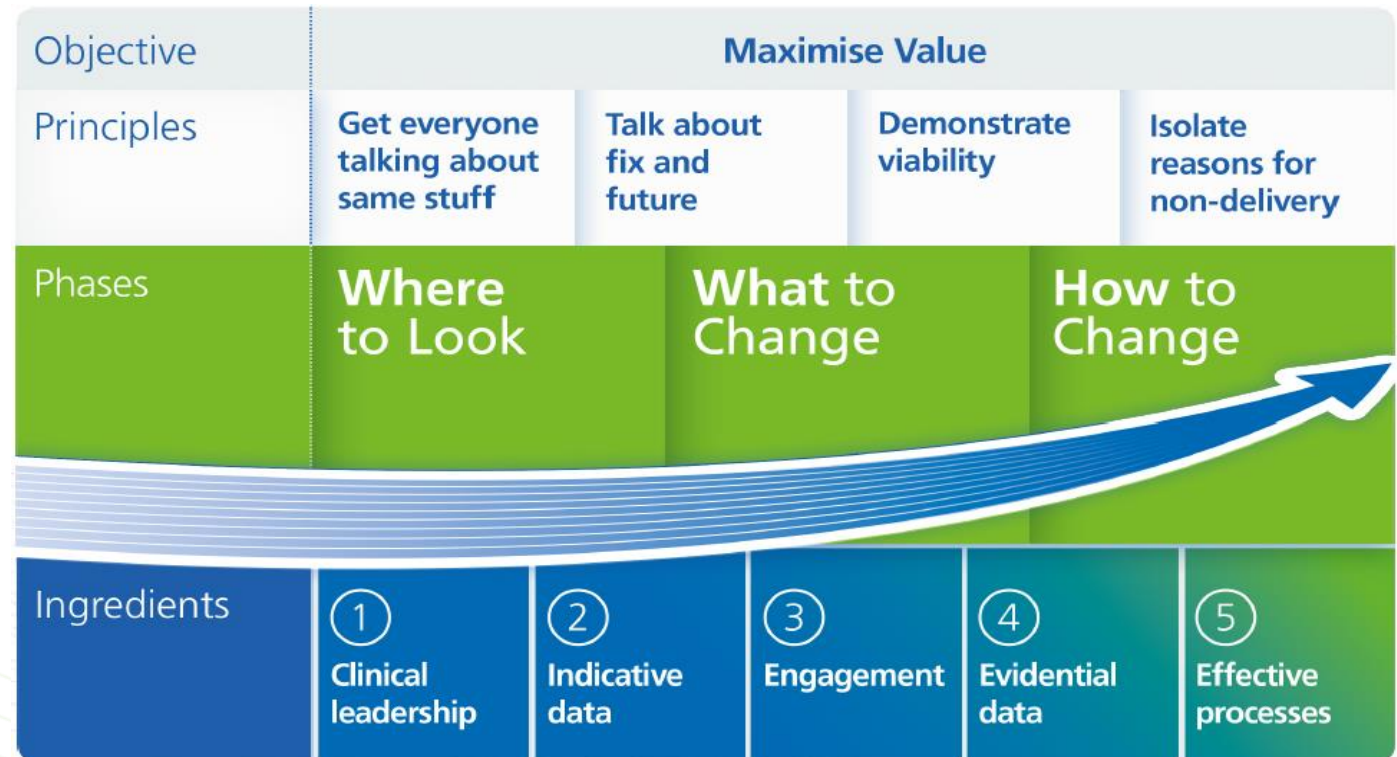 Objective
Maximise Value
Principles
Get everyone
talking about
same stuff
Talk about
fix and
future
Demonstrate
viability
Isolate
reasons for
non-delivery
Phases
Where
to Look
What to
Change
How to
Change
Ingredients
1
Clinical
leadership
2
Indicative
data
3
Engagement
4
Evidential
data
5
Effective
processes